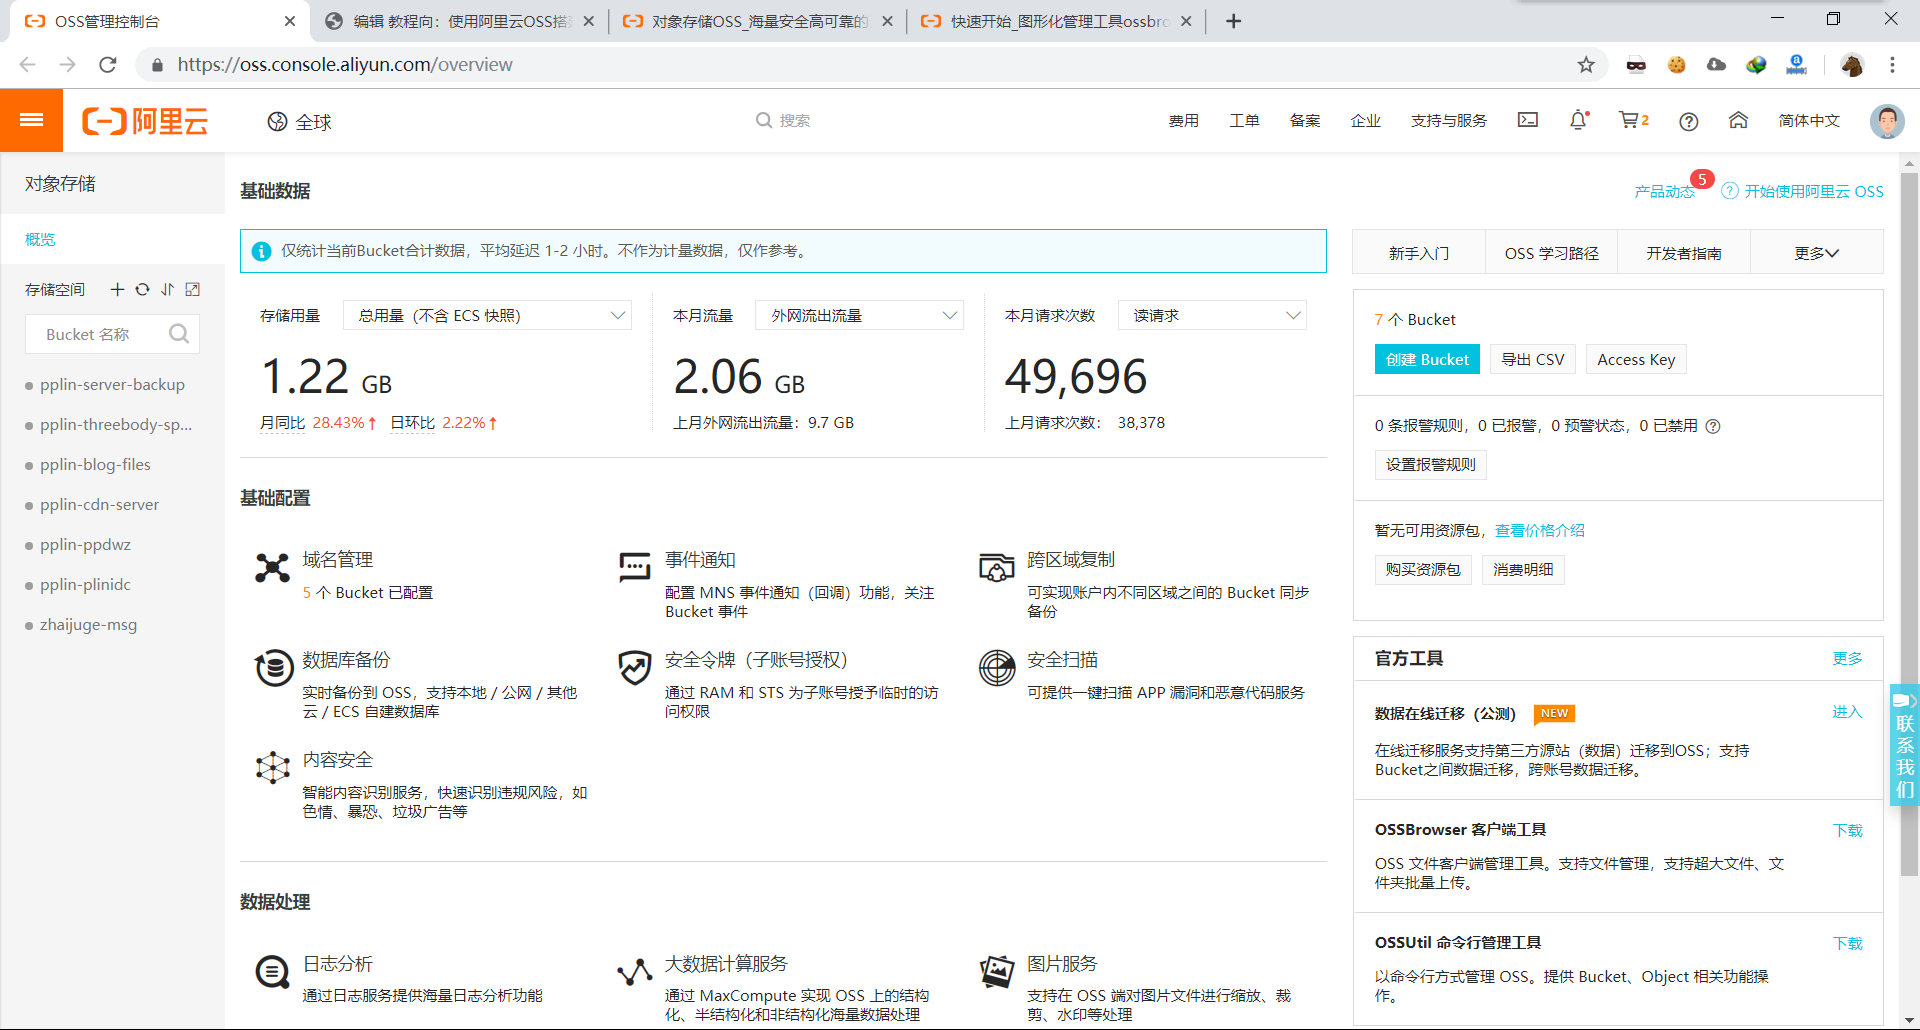 OSS管理控制台
编辑 教程向：使用阿里云OSS搭
对象存储OSS_海量安全高可靠的
快速开始_图形化管理工具ossbro
https://oss.console.aliyun.com/overview
阿里云
全球
搜索
费用
工单
备案
企业
支持与服务
2
简体中文
对象存储
概览
存储空间
Bucket 名称
pplin-server-backup
pplin-threebody-sp...
pplin-blog-files
pplin-cdn-server
pplin-ppdwz
pplin-plinidc
zhaijuge-msg
基础数据
产品动态
5
开始使用阿里云 OSS
仅统计当前Bucket合计数据，平均延迟 1-2 小时。不作为计量数据，仅作参考。
存储用量
总用量（不含 ECS 快照）
1.22 GB
月同比 28.43%↑ 日环比 2.22%↑
本月流量
外网流出流量
2.06 GB
上月外网流出流量：9.7 GB
本月请求次数
读请求
49,696
上月请求次数： 38,378
基础配置
域名管理
5 个 Bucket 已配置
事件通知
配置 MNS 事件通知（回调）功能，关注
Bucket 事件
跨区域复制
可实现账户内不同区域之间的 Bucket 同步
备份
数据库备份
实时备份到 OSS，支持本地 / 公网 / 其他
云 / ECS 自建数据库
安全令牌（子账号授权）
通过 RAM 和 STS 为子账号授予临时的访
问权限
安全扫描
可提供一键扫描 APP 漏洞和恶意代码服务
内容安全
智能内容识别服务，快速识别违规风险，如
色情、暴恐、垃圾广告等
数据处理
日志分析
通过日志服务提供海量日志分析功能
大数据计算服务
通过 MaxCompute 实现 OSS 上的结构
化、半结构化和非结构化海量数据处理
图片服务
支持在 OSS 端对图片文件进行缩放、裁
剪、水印等处理
新手入门
OSS 学习路径
开发者指南
更多
7 个 Bucket
创建 Bucket
导出 CSV
Access Key
0 条报警规则，0 已报警，0 预警状态，0 已禁用
设置报警规则
暂无可用资源包，查看价格介绍
购买资源包
消费明细
官方工具
更多
数据在线迁移（公测）
NEW
进入
在线迁移服务支持第三方源站（数据）迁移到OSS；支持
Bucket之间数据迁移，跨账号数据迁移。
OSSBrowser 客户端工具
下载
OSS 文件客户端管理工具。支持文件管理，支持超大文件、文
件夹批量上传。
OSSUtil 命令行管理工具
下载
以命令行方式管理 OSS。提供 Bucket、Object 相关功能操
作。
联系我们